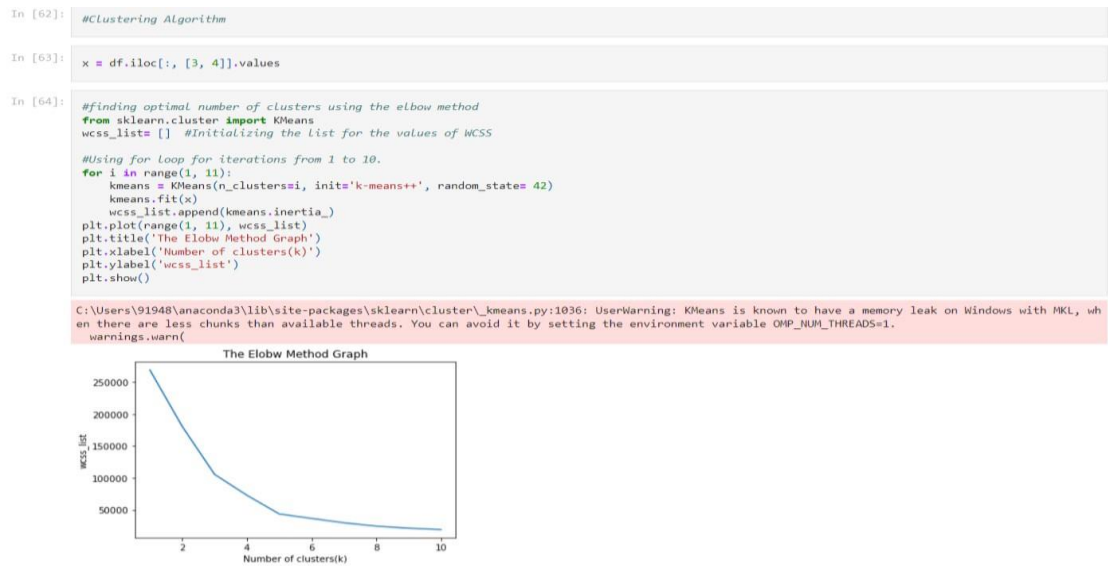 In [62]: #Clustering Algorithm
In [63]: x = df.iloc[:, [3, 4]].values
In [64]: #finding optimal number of clusters using the elbow method
from sklearn.cluster import KMeans
wcss_list= [] #Initializing the list for the values of WCSS
#Using for loop for iterations from 1 to 10.
for i in range(1, 11):
    kmeans = KMeans(n_clusters=i, init='k-means++', random_state= 42)
    kmeans.fit(x)
    wcss_list.append(kmeans.inertia_)
plt.plot(range(1, 11), wcss_list)
plt.title('The Elobw Method Graph')
plt.xlabel('Number of clusters(k)')
plt.ylabel('wcss_list')
plt.show()
C:\Users\91948\anaconda3\lib\site-packages\sklearn\cluster\_kmeans.py:1036: UserWarning: KMeans is known to have a memory leak on Windows with MKL, wh
en there are less chunks than available threads. You can avoid it by setting the environment variable OMP_NUM_THREADS=1.
  warnings.warn(
The Elobw Method Graph
250000
200000
150000
100000
50000
wcss_list
2 4 6 8 10
Number of clusters(k)